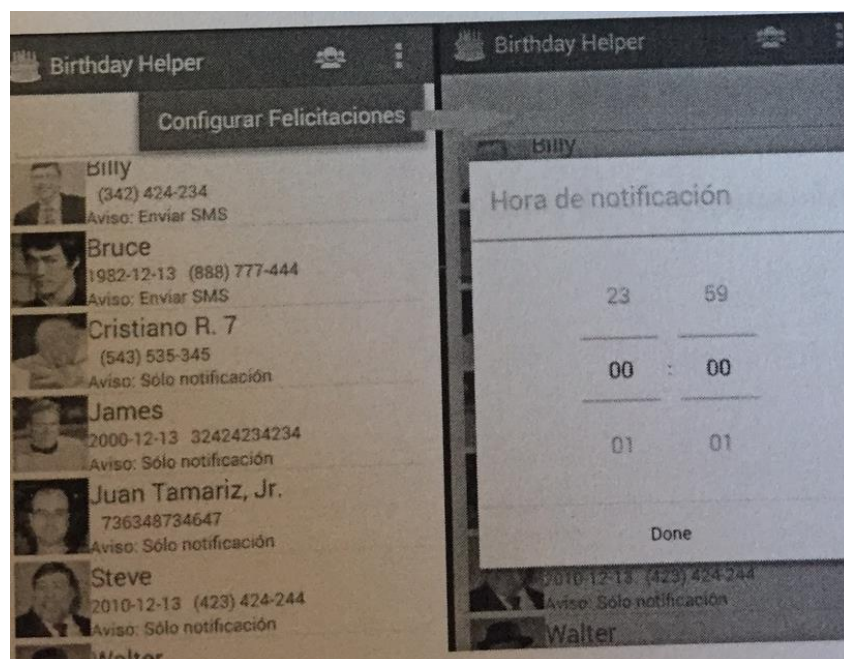 Birthday Helper
Configurar Felicitaciones
Billy
(342) 424-234
Aviso: Enviar SMS
Bruce
1982-12-13 (888) 777-444
Aviso: Enviar SMS
Cristiano R. 7
(543) 535-345
Aviso: Sólo notificación
James
2000-12-13 32424234234
Aviso: Sólo notificación
Juan Tamariz, Jr.
736348734647
Aviso: Sólo notificación
Steve
2010-12-13 (423) 424-244
Aviso: Sólo notificación
Walter
Birthday Helper
Billy
Hora de notificación
23 59
00 : 00
01 01
Done
2010-12-13 (423) 424-244
Aviso: Sólo notificación
Walter